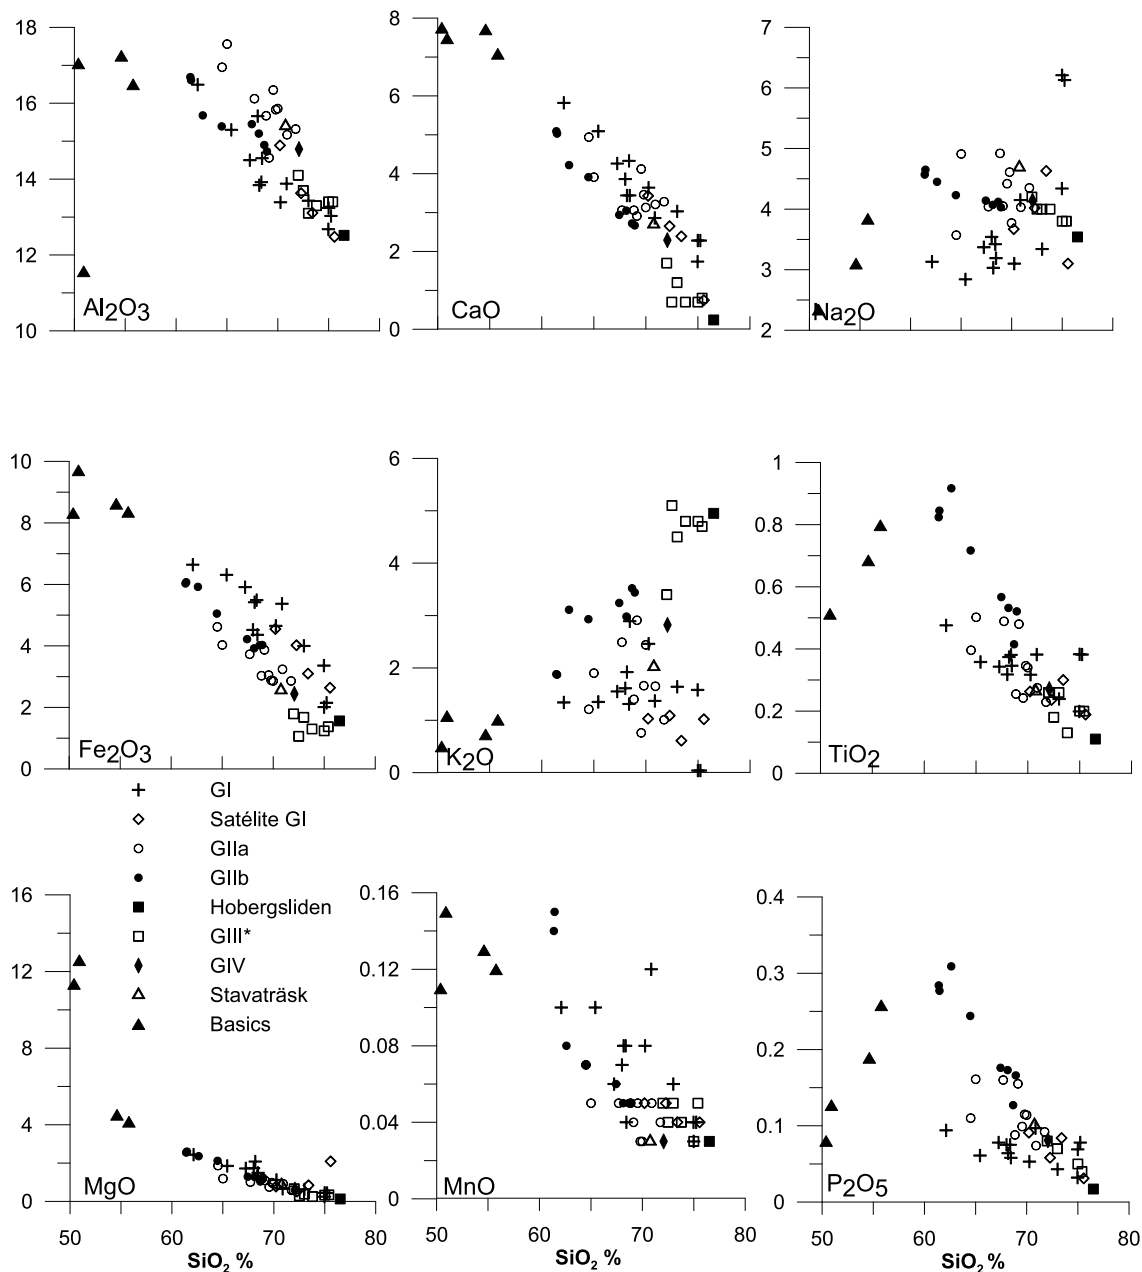 18
16
14
12
10
Al2O3
8
6
4
2
0
CaO
7
6
5
4
3
2
Na2O
10
8
6
4
2
0
Fe2O3
6
4
2
0
K2O
1
0.8
0.6
0.4
0.2
0
TiO2
GI
Satélite GI
GIIa
GIIb
Hobergsliden
GIII*
GIV
Stavaträsk
Basics
16
12
8
4
0
MgO
50 60 70 80
SiO2 %
0.16
0.12
0.08
0.04
0
MnO
50 60 70 80
SiO2 %
0.4
0.3
0.2
0.1
0
P2O5
50 60 70 80
SiO2 %